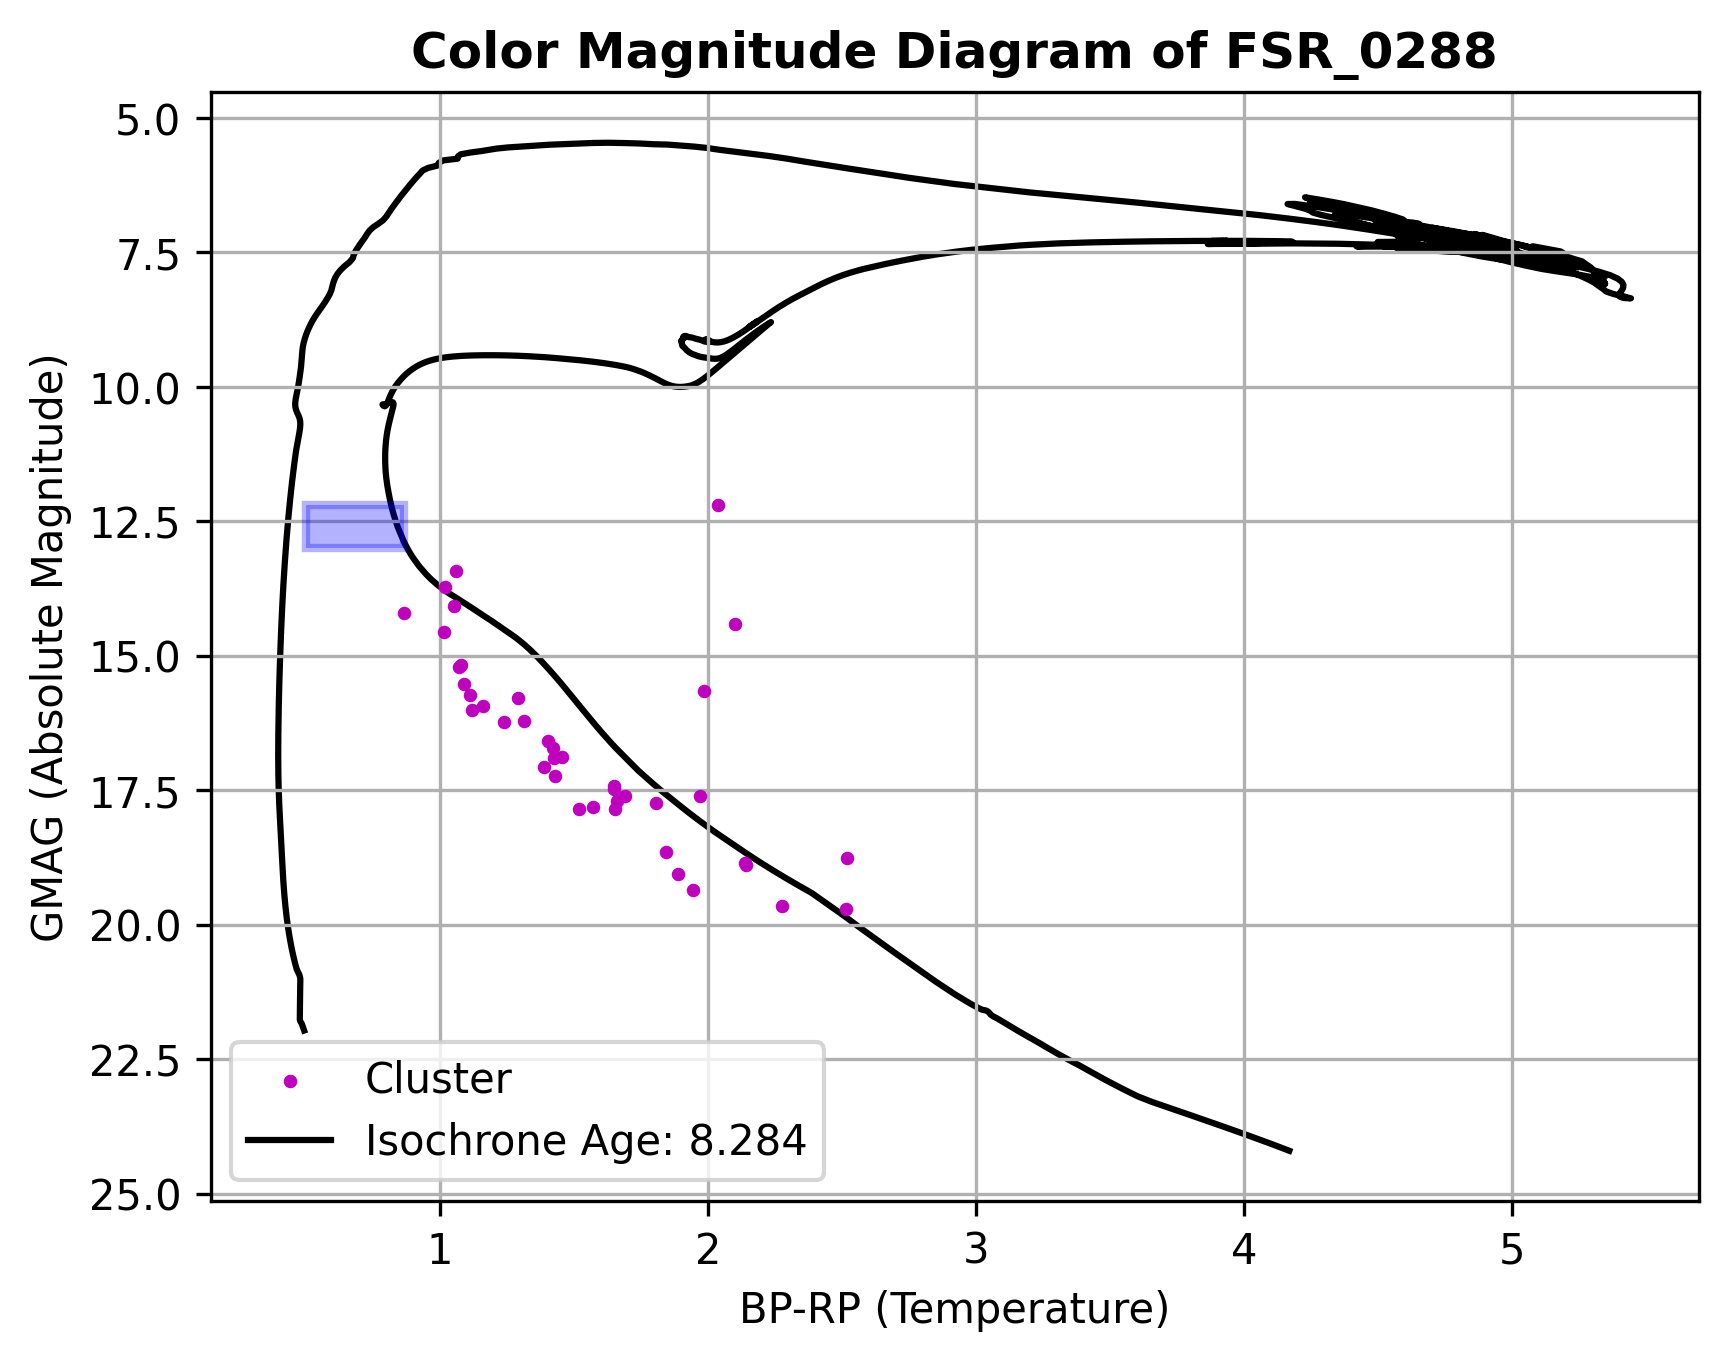 Color Magnitude Diagram of FSR_0288
GMAG (Absolute Magnitude)
5.0
7.5
10.0
12.5
15.0
17.5
20.0
22.5
25.0
Cluster
Isochrone Age: 8.284
1 2 3 4 5
BP-RP (Temperature)